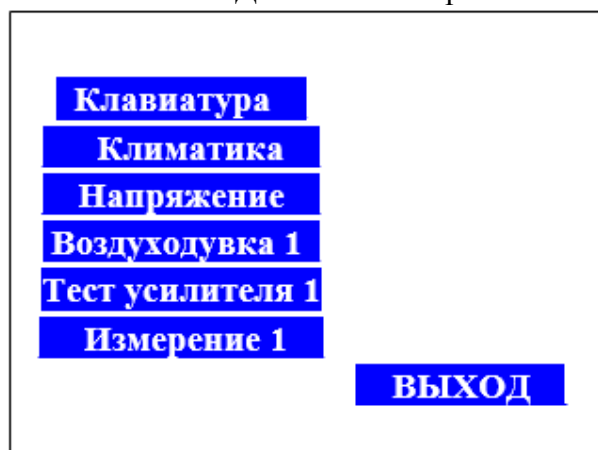 Клавиатура
Климатика
Напряжение
Воздуходувка 1
Тест усилителя 1
Измерение 1
ВЫХОД